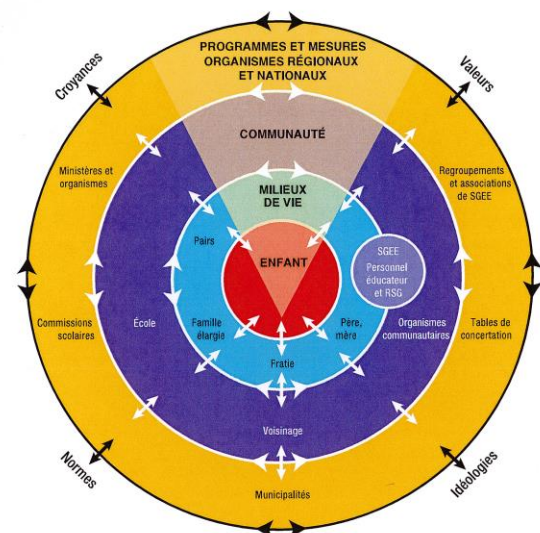 PROGRAMMES ET MESURES
ORGANISMES RÉGIONAUX
ET NATIONAUX
Croyances
Valeurs
COMMUNAUTÉ
Ministères et
organismes
Regroupements
et associations
de SGEE
MILIEUX
DE VIE
Pairs
SGEE
Personnel
éducateur
et RSG
ENFANT
Commissions
scolaires
École
Famille
élargie
Père,
mère
Organismes
communautaires
Tables de
concertation
Fratie
Voisinage
Municipalités
Normes
Idéologies